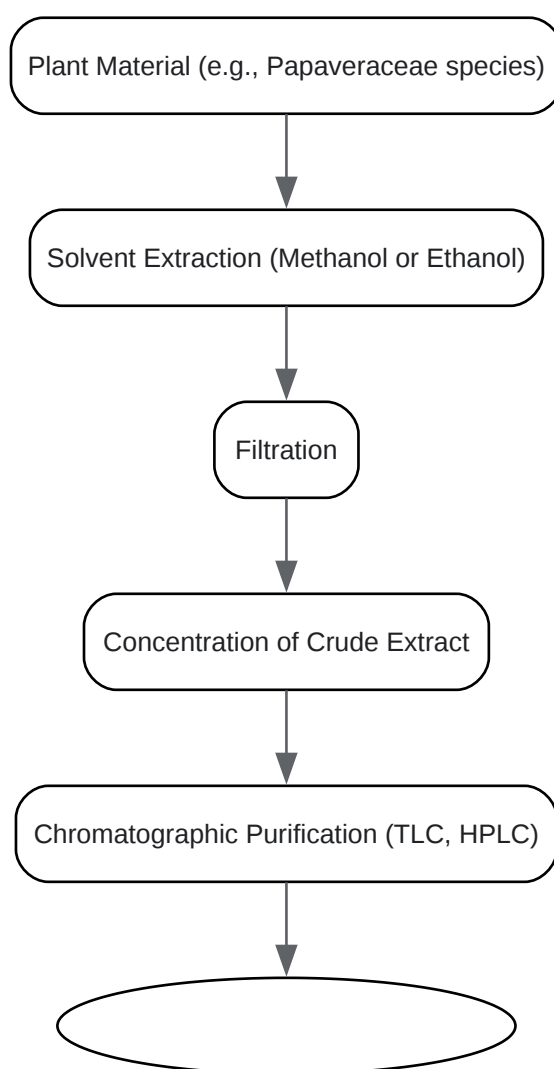 Plant Material (e.g., Papaveraceae species)
Solvent Extraction (Methanol or Ethanol)
Filtration
Concentration of Crude Extract
Chromatographic Purification (TLC, HPLC)